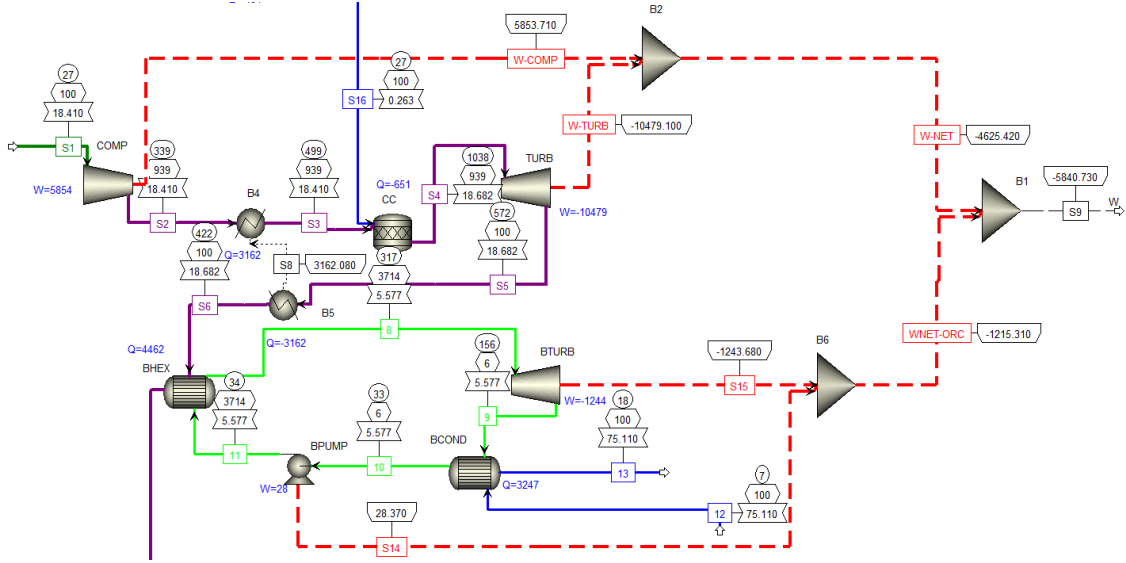 5853.710
B2
27
100
18.410
W-COMP
27
100
0.263
S16
S1
COMP
W-TURB
-10479.100
W-NET
-4625.420
339
939
18.410
499
939
18.410
1038
939
18.682
TURB
B4
Q=-651
CC
S4
W=5854
B1
-5840.730
S2
S3
572
100
18.682
W=-10479
S9
W
422
100
18.682
Q=3162
317
3714
5.577
S8
3162.080
S5
S6
B5
8
WNET-ORC
-1215.310
Q=4462
Q=-3162
156
6
5.577
BTURB
-1243.680
B6
BHEX
34
3714
5.577
S15
W=-1244
33
6
5.577
9
18
100
75.110
11
BPUMP
10
BCOND
13
7
100
75.110
W=28
Q=3247
12
28.370
S14